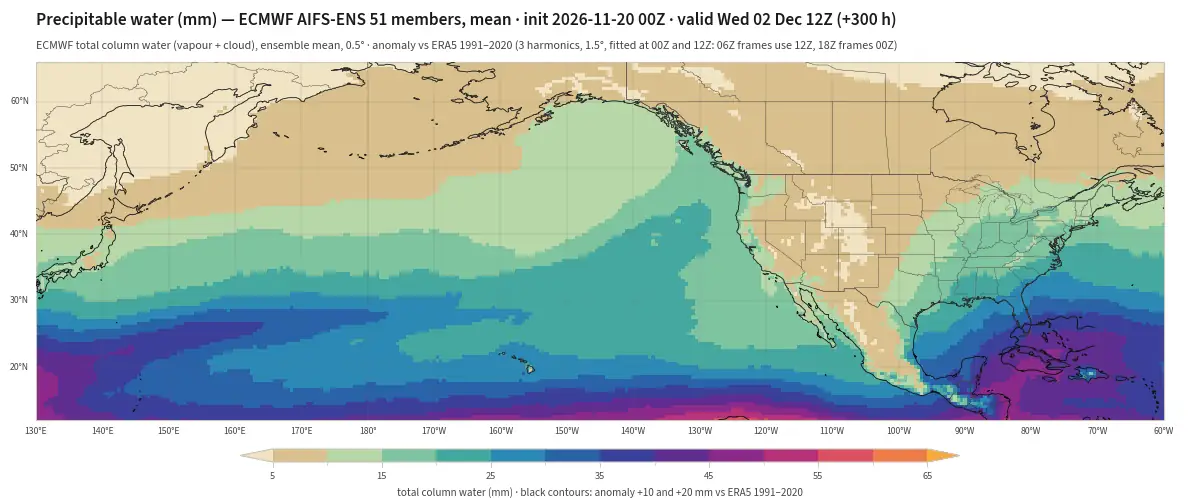 Precipitable water (mm) — ECMWF AIFS-ENS 51 members, mean · init 2026-11-20 00Z · valid Wed 02 Dec 12Z (+300 h)
ECMWF total column water (vapour + cloud), ensemble mean, 0.5° · anomaly vs ERA5 1991–2020 (3 harmonics, 1.5°, fitted at 00Z and 12Z: 06Z frames use 12Z, 18Z frames 00Z)
60°N
50°N
40°N
30°N
20°N
130°E 140°E 150°E 160°E 170°E 180° 170°W 160°W 150°W 140°W 130°W 120°W 110°W 100°W 90°W 80°W 70°W 60°W
5 15 25 35 45 55 65
total column water (mm) · black contours: anomaly +10 and +20 mm vs ERA5 1991–2020